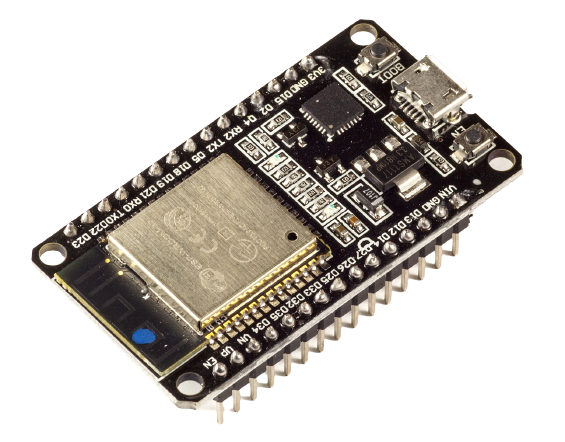 3V3 GND D15 D2 D4 RX2 TX2 D5 D18 D19 D21 RX0 TX0 D22 D23
BOOT
EN
AMS1117
VIN GND D13 D12 D14 D27 D26 D25 D33 D32 D35 D34 VN VP EN